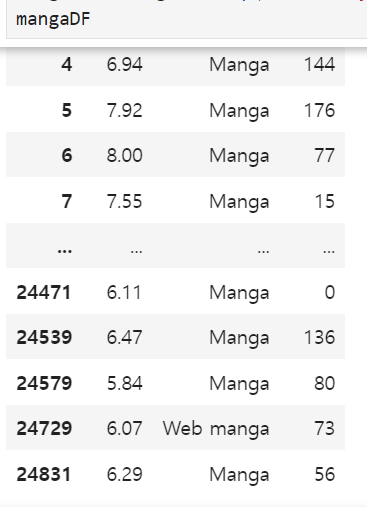 mangaDF
4 6.94 Manga 144
5 7.92 Manga 176
6 8.00 Manga 77
7 7.55 Manga 15
... ... ... ...
24471 6.11 Manga 0
24539 6.47 Manga 136
24579 5.84 Manga 80
24729 6.07 Web manga 73
24831 6.29 Manga 56